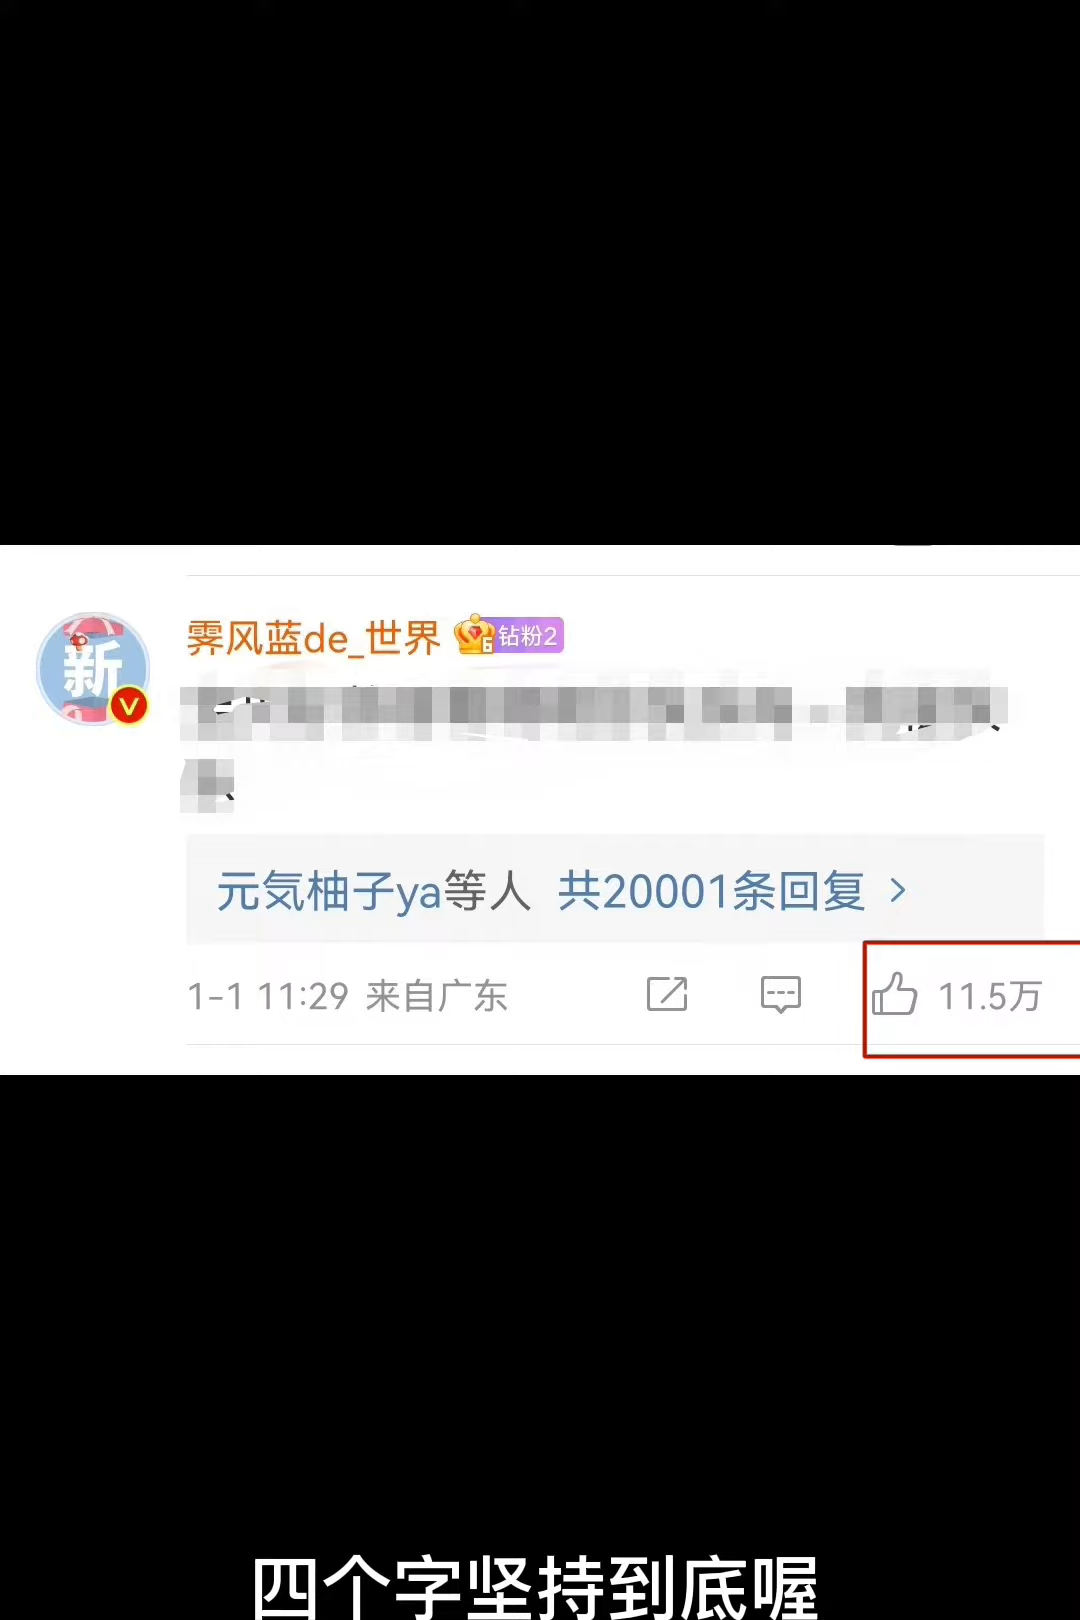 新
V
霁风蓝de_世界 6 钻粉2
元気柚子ya等人 共20001条回复 >
1-1 11:29 来自广东 11.5万
四个字坚持到底喔